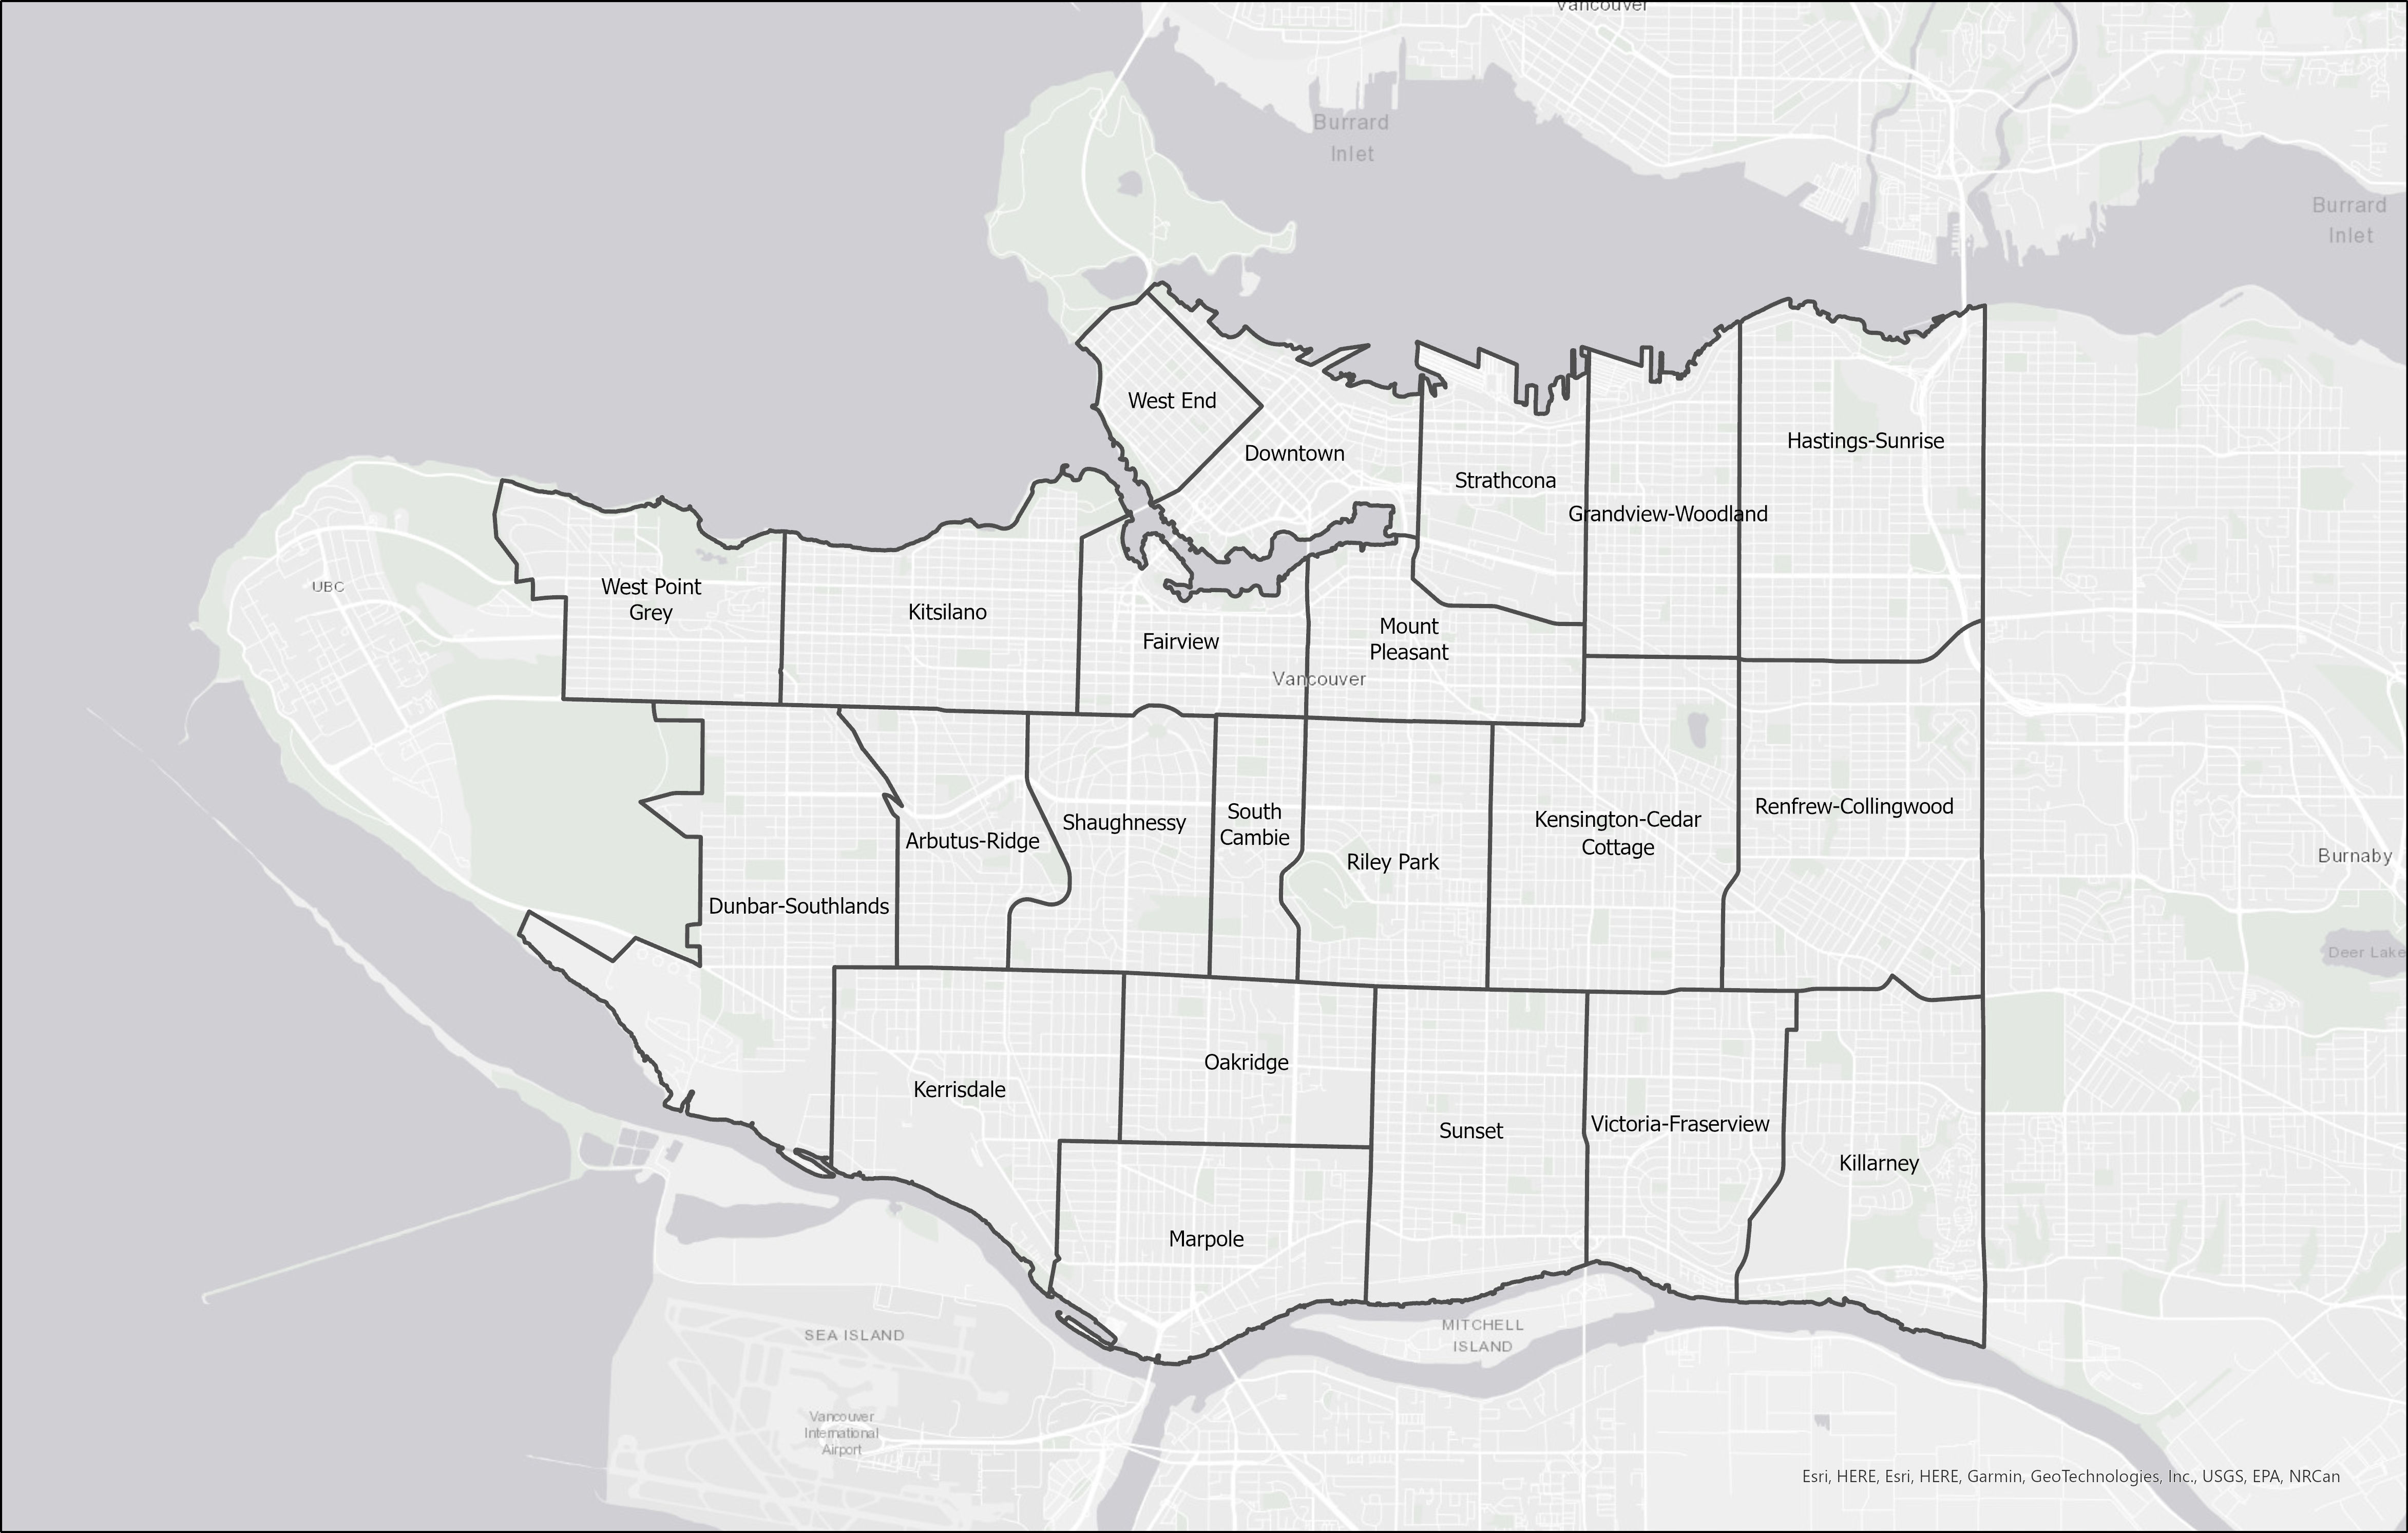 Vancouver
Burrard
Inlet
Burrard
Inlet
West End
Downtown
Hastings-Sunrise
Strathcona
Grandview-Woodland
UBC
West Point
Grey
Kitsilano
Fairview
Mount
Pleasant
Vancouver
Renfrew-Collingwood
South
Cambie
Shaughnessy
Kensington-Cedar
Cottage
Arbutus-Ridge
Riley Park
Burnaby
Dunbar-Southlands
Deer Lake
Oakridge
Kerrisdale
Sunset
Victoria-Fraserview
Killarney
Marpole
SEA ISLAND
MITCHELL
ISLAND
Vancouver
International
Airport
Esri, HERE, Esri, HERE, Garmin, GeoTechnologies, Inc., USGS, EPA, NRCan